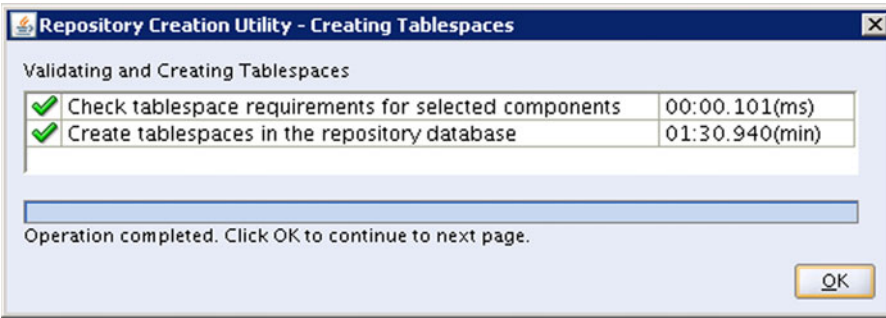 Repository Creation Utility - Creating Tablespaces
Validating and Creating Tablespaces
Check tablespace requirements for selected components 00:00.101(ms)
Create tablespaces in the repository database 01:30.940(min)
Operation completed. Click OK to continue to next page.
OK